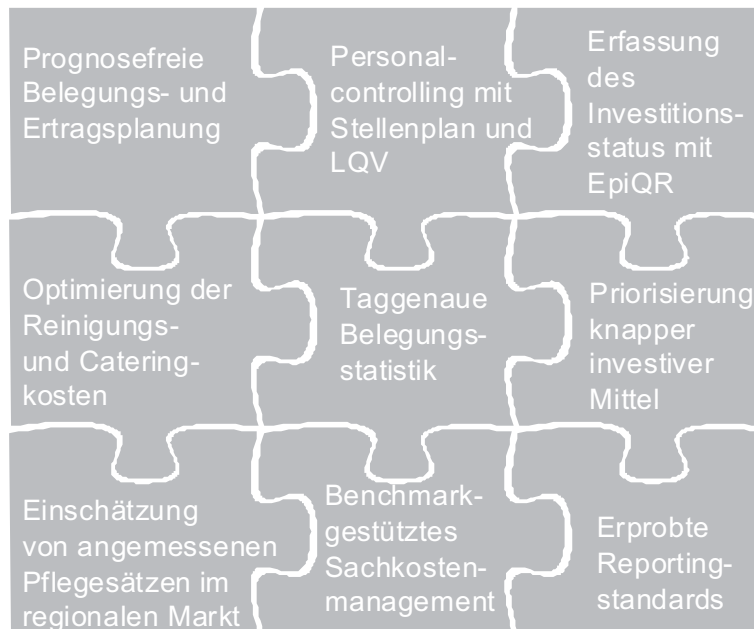 Prognosefreie
Belegungs- und
Ertragsplanung
Personal-
controlling mit
Stellenplan und
LQV
Erfassung
des
Investitions-
status mit
EpiQR
Optimierung der
Reinigungs-
und Catering-
kosten
Taggenaue
Belegungs-
statistik
Priorisierung
knapper
investiver
Mittel
Einschätzung
von angemessenen
Pflegesätzen im
regionalen Markt
Benchmark-
gestütztes
Sachkosten-
management
Erprobte
Reporting-
standards